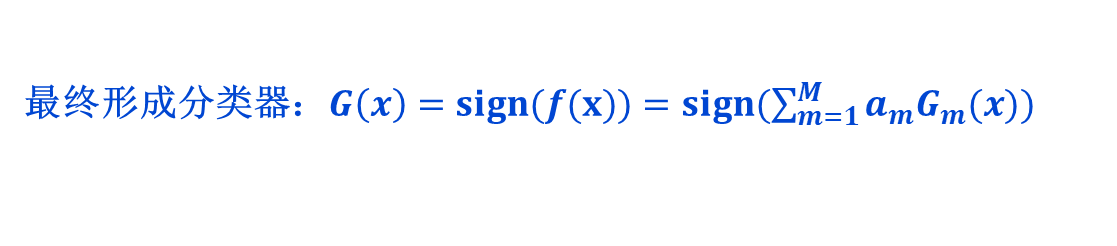 最终形成分类器：G(x) = sign(f(x)) = sign(∑_{m=1}^{M} a_m G_m(x))